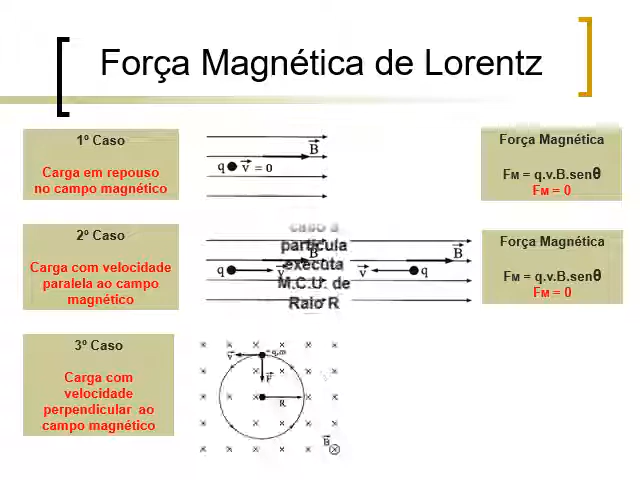 Força Magnética de Lorentz
1º Caso
Carga em repouso
no campo magnético
B
q v = 0
Força Magnética
FM = q.v.B.senθ
FM = 0
2º Caso
Carga com velocidade
paralela ao campo
magnético
caso a
partícula
executa
M.C.U. de
Raio R
B
q v
B
v q
Força Magnética
FM = q.v.B.senθ
FM = 0
3º Caso
Carga com
velocidade
perpendicular ao
campo magnético
v
+q,m
F
R
B